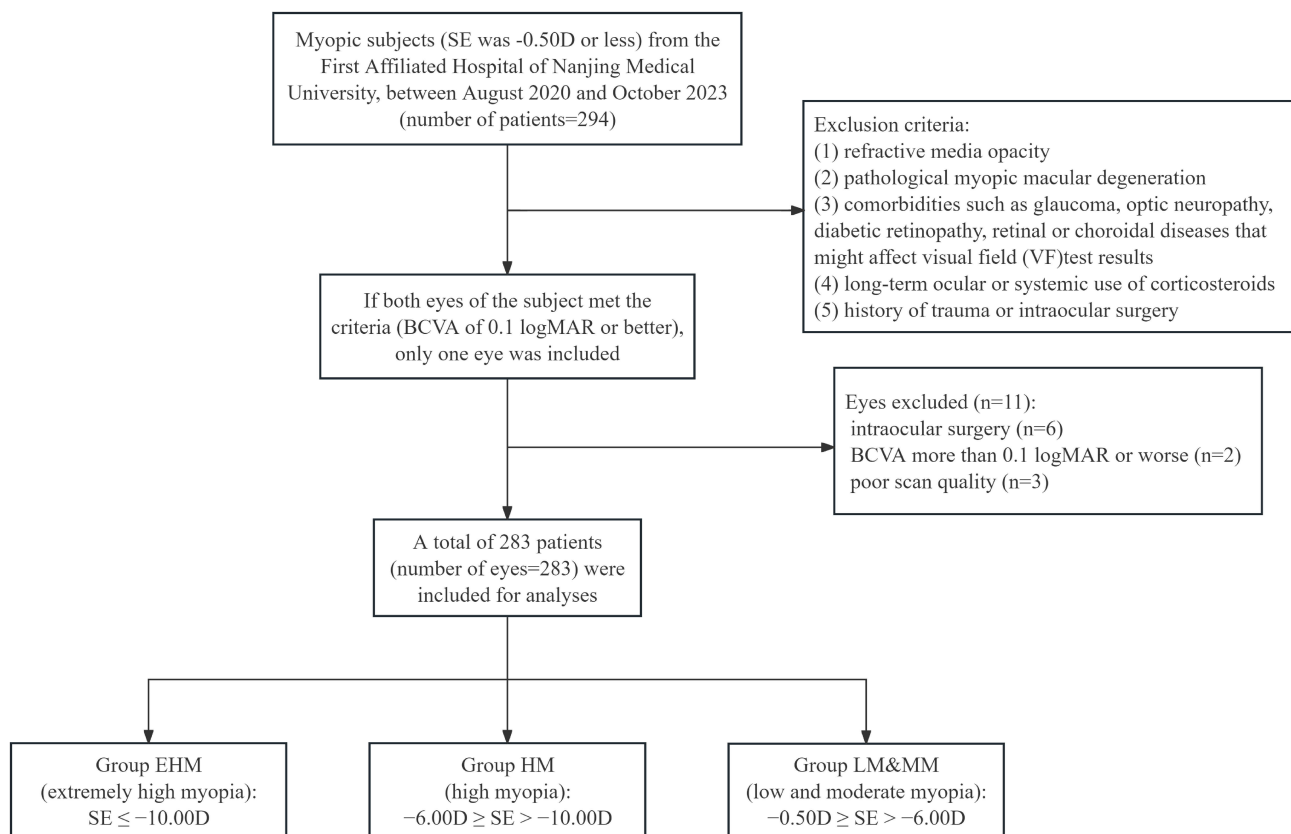 Myopic subjects (SE was -0.50D or less) from the
First Affiliated Hospital of Nanjing Medical
University, between August 2020 and October 2023
(number of patients=294)
Exclusion criteria:
(1) refractive media opacity
(2) pathological myopic macular degeneration
(3) comorbidities such as glaucoma, optic neuropathy,
diabetic retinopathy, retinal or choroidal diseases that
might affect visual field (VF)test results
(4) long-term ocular or systemic use of corticosteroids
(5) history of trauma or intraocular surgery
If both eyes of the subject met the
criteria (BCVA of 0.1 logMAR or better),
only one eye was included
Eyes excluded (n=11):
intraocular surgery (n=6)
BCVA more than 0.1 logMAR or worse (n=2)
poor scan quality (n=3)
A total of 283 patients
(number of eyes=283) were
included for analyses
Group EHM
(extremely high myopia):
SE ≤ −10.00D
Group HM
(high myopia):
−6.00D ≥ SE > −10.00D
Group LM&MM
(low and moderate myopia):
−0.50D ≥ SE > −6.00D